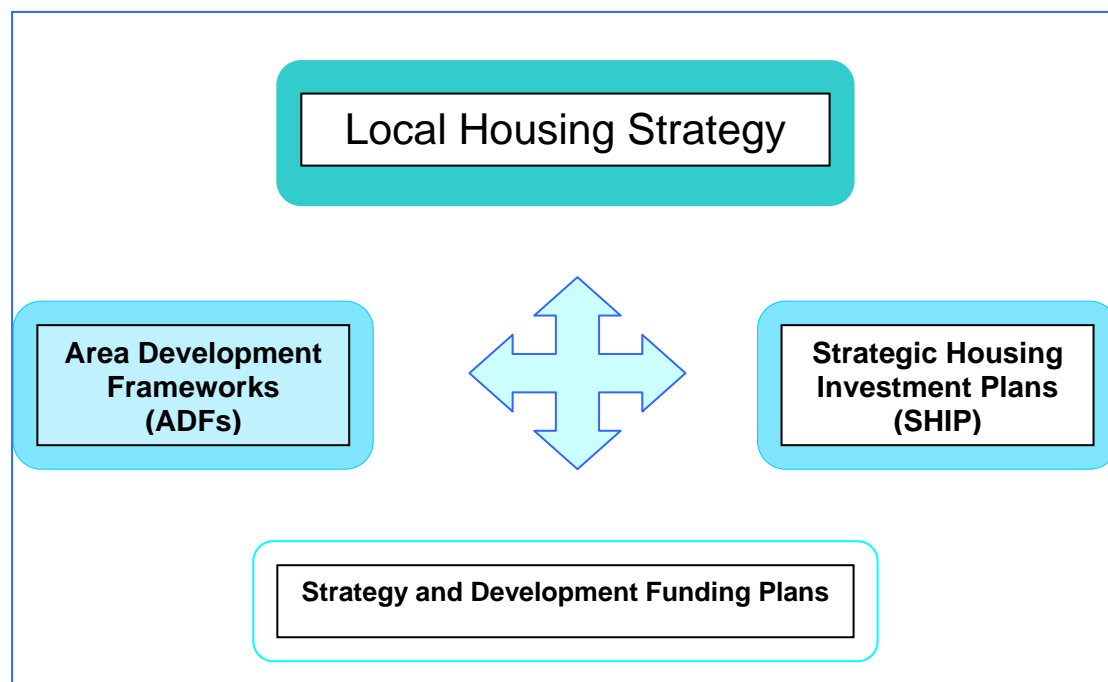 Local Housing Strategy
Area Development
Frameworks
(ADFs)
Strategic Housing
Investment Plans
(SHIP)
Strategy and Development Funding Plans